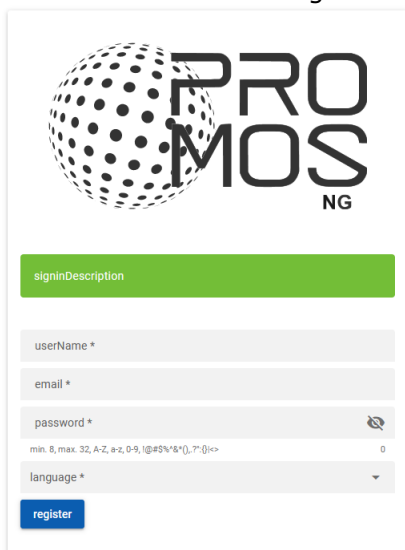 PRO
MOS
NG
signinDescription
userName *
email *
password *
min. 8, max. 32, A-Z, a-z, 0-9, !@#$%^&*(),.?":{}|<>
0
language *
register